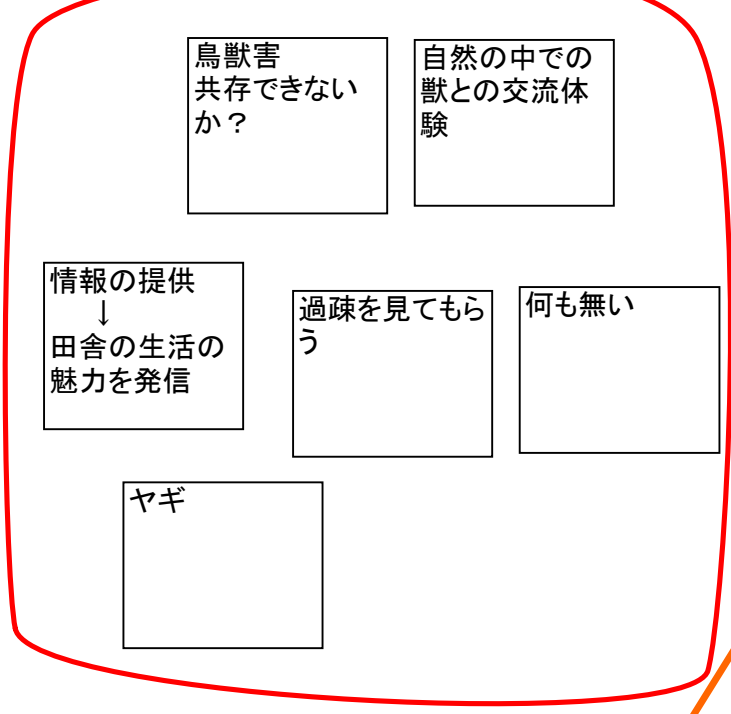 鳥獣害
共存できない
か？
自然の中での
獣との交流体
験
情報の提供
↓
田舎の生活の
魅力を発信
過疎を見てもら
う
何も無い
ヤギ